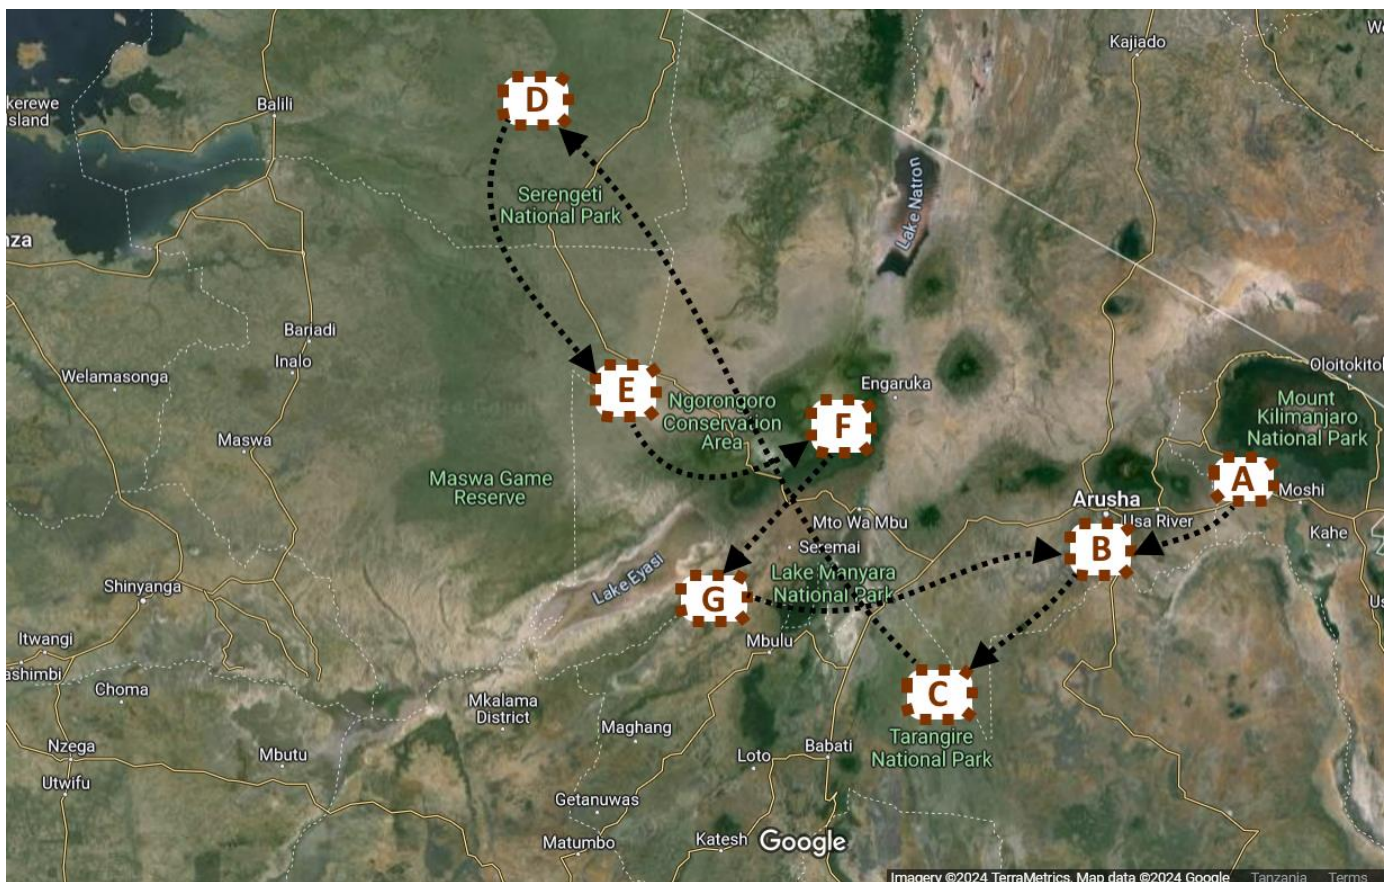 Kajiado
kerewe
sland
Balili
D
Serengeti
National Park
Lake Natron
nza
Bariadi
Inalo
Welamasonga
Oloitokitok
Engaruka
E
Ngorongoro
Conservation
Area
F
Mount
Kilimanjaro
National Park
Maswa
Maswa Game
Reserve
A
Moshi
Arusha
Usa River
Mto Wa Mbu
Kahe
B
Seremai
Lake Eyasi
Lake Manyara
National Park
Shinyanga
G
Us
Itwangi
Mbulu
ashimbi
Choma
C
Mkalama
District
Maghang
Tarangire
National Park
Nzega
Mbutu
Loto
Babati
Utwifu
Getanuwas
Matumbo
Katesh
Google
Imagery ©2024 TerraMetrics, Map data ©2024 Google
Tanzania
Terms